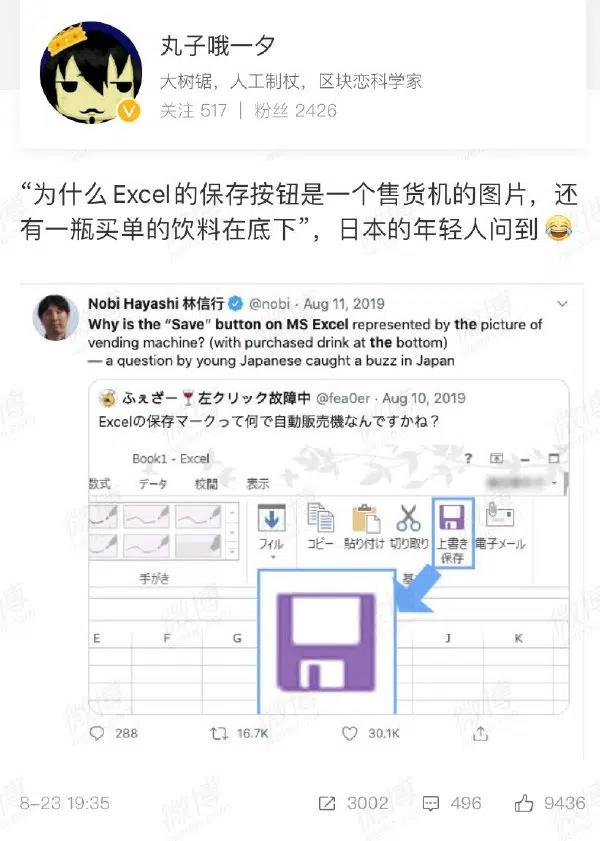 丸子哦一夕
大树锯，人工制杖，区块恋科学家
关注 517 | 粉丝 2426
“为什么Excel的保存按钮是一个售货机的图片，还
有一瓶买单的饮料在底下”，日本的年轻人问到😂
Nobi Hayashi 林信行 @nobi · Aug 11, 2019
Why is the “Save” button on MS Excel represented by the picture of
vending machine? (with purchased drink at the bottom)
— a question by young Japanese caught a buzz in Japan
ふぇざー🍷左クリック故障中 @fea0er · Aug 10, 2019
Excelの保存マークって何で自動販売機なんですかね？
Book1 - Excel
?
数式 データ 校閲 表示
フィル コピー 貼り付け 切り取り 上書き 電子メール
保存
手がき 基
E F G J K
288 16.7K 30.1K
8-23 19:35 3002 496 9436
微博